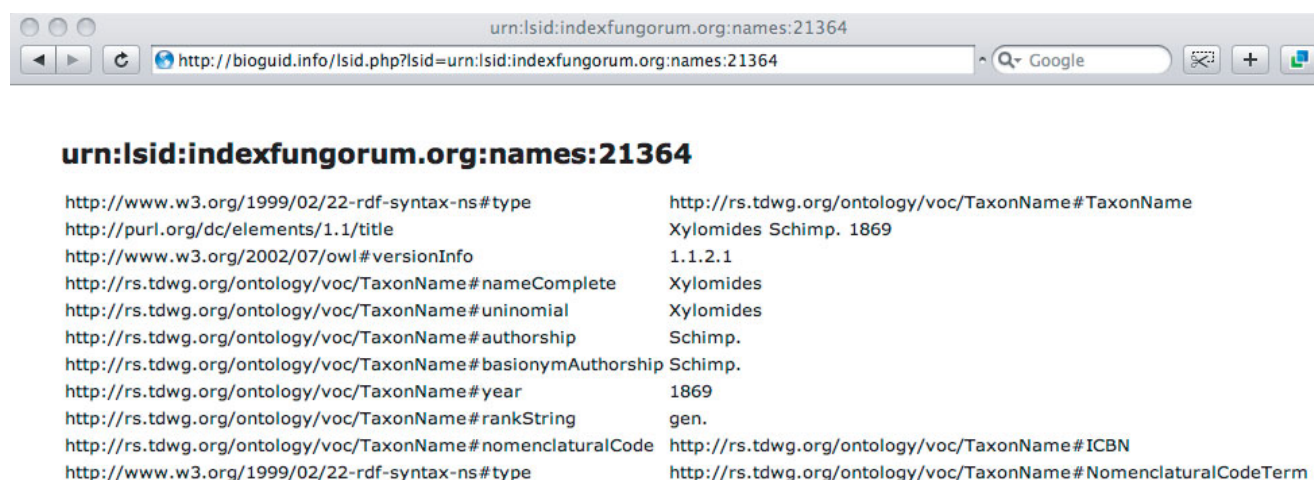 urn:lsid:indexfungorum.org:names:21364
http://bioguid.info/lsid.php?lsid=urn:lsid:indexfungorum.org:names:21364 Google
urn:lsid:indexfungorum.org:names:21364
http://www.w3.org/1999/02/22-rdf-syntax-ns#type http://rs.tdwg.org/ontology/voc/TaxonName#TaxonName
http://purl.org/dc/elements/1.1/title Xylomides Schimp. 1869
http://www.w3.org/2002/07/owl#versionInfo 1.1.2.1
http://rs.tdwg.org/ontology/voc/TaxonName#nameComplete Xylomides
http://rs.tdwg.org/ontology/voc/TaxonName#uninomial Xylomides
http://rs.tdwg.org/ontology/voc/TaxonName#authorship Schimp.
http://rs.tdwg.org/ontology/voc/TaxonName#basionymAuthorship Schimp.
http://rs.tdwg.org/ontology/voc/TaxonName#year 1869
http://rs.tdwg.org/ontology/voc/TaxonName#rankString gen.
http://rs.tdwg.org/ontology/voc/TaxonName#nomenclaturalCode http://rs.tdwg.org/ontology/voc/TaxonName#ICBN
http://www.w3.org/1999/02/22-rdf-syntax-ns#type http://rs.tdwg.org/ontology/voc/TaxonName#NomenclaturalCodeTerm